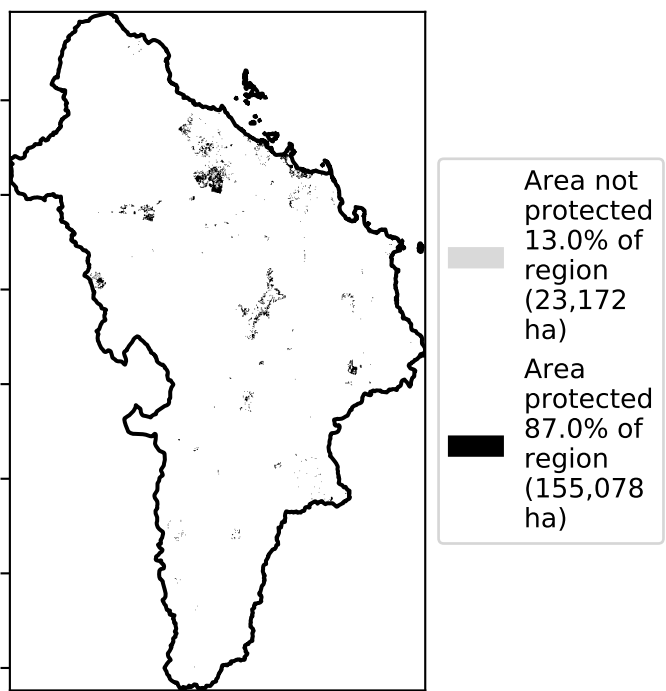 Area not
protected
13.0% of
region
(23,172
ha)
Area
protected
87.0% of
region
(155,078
ha)